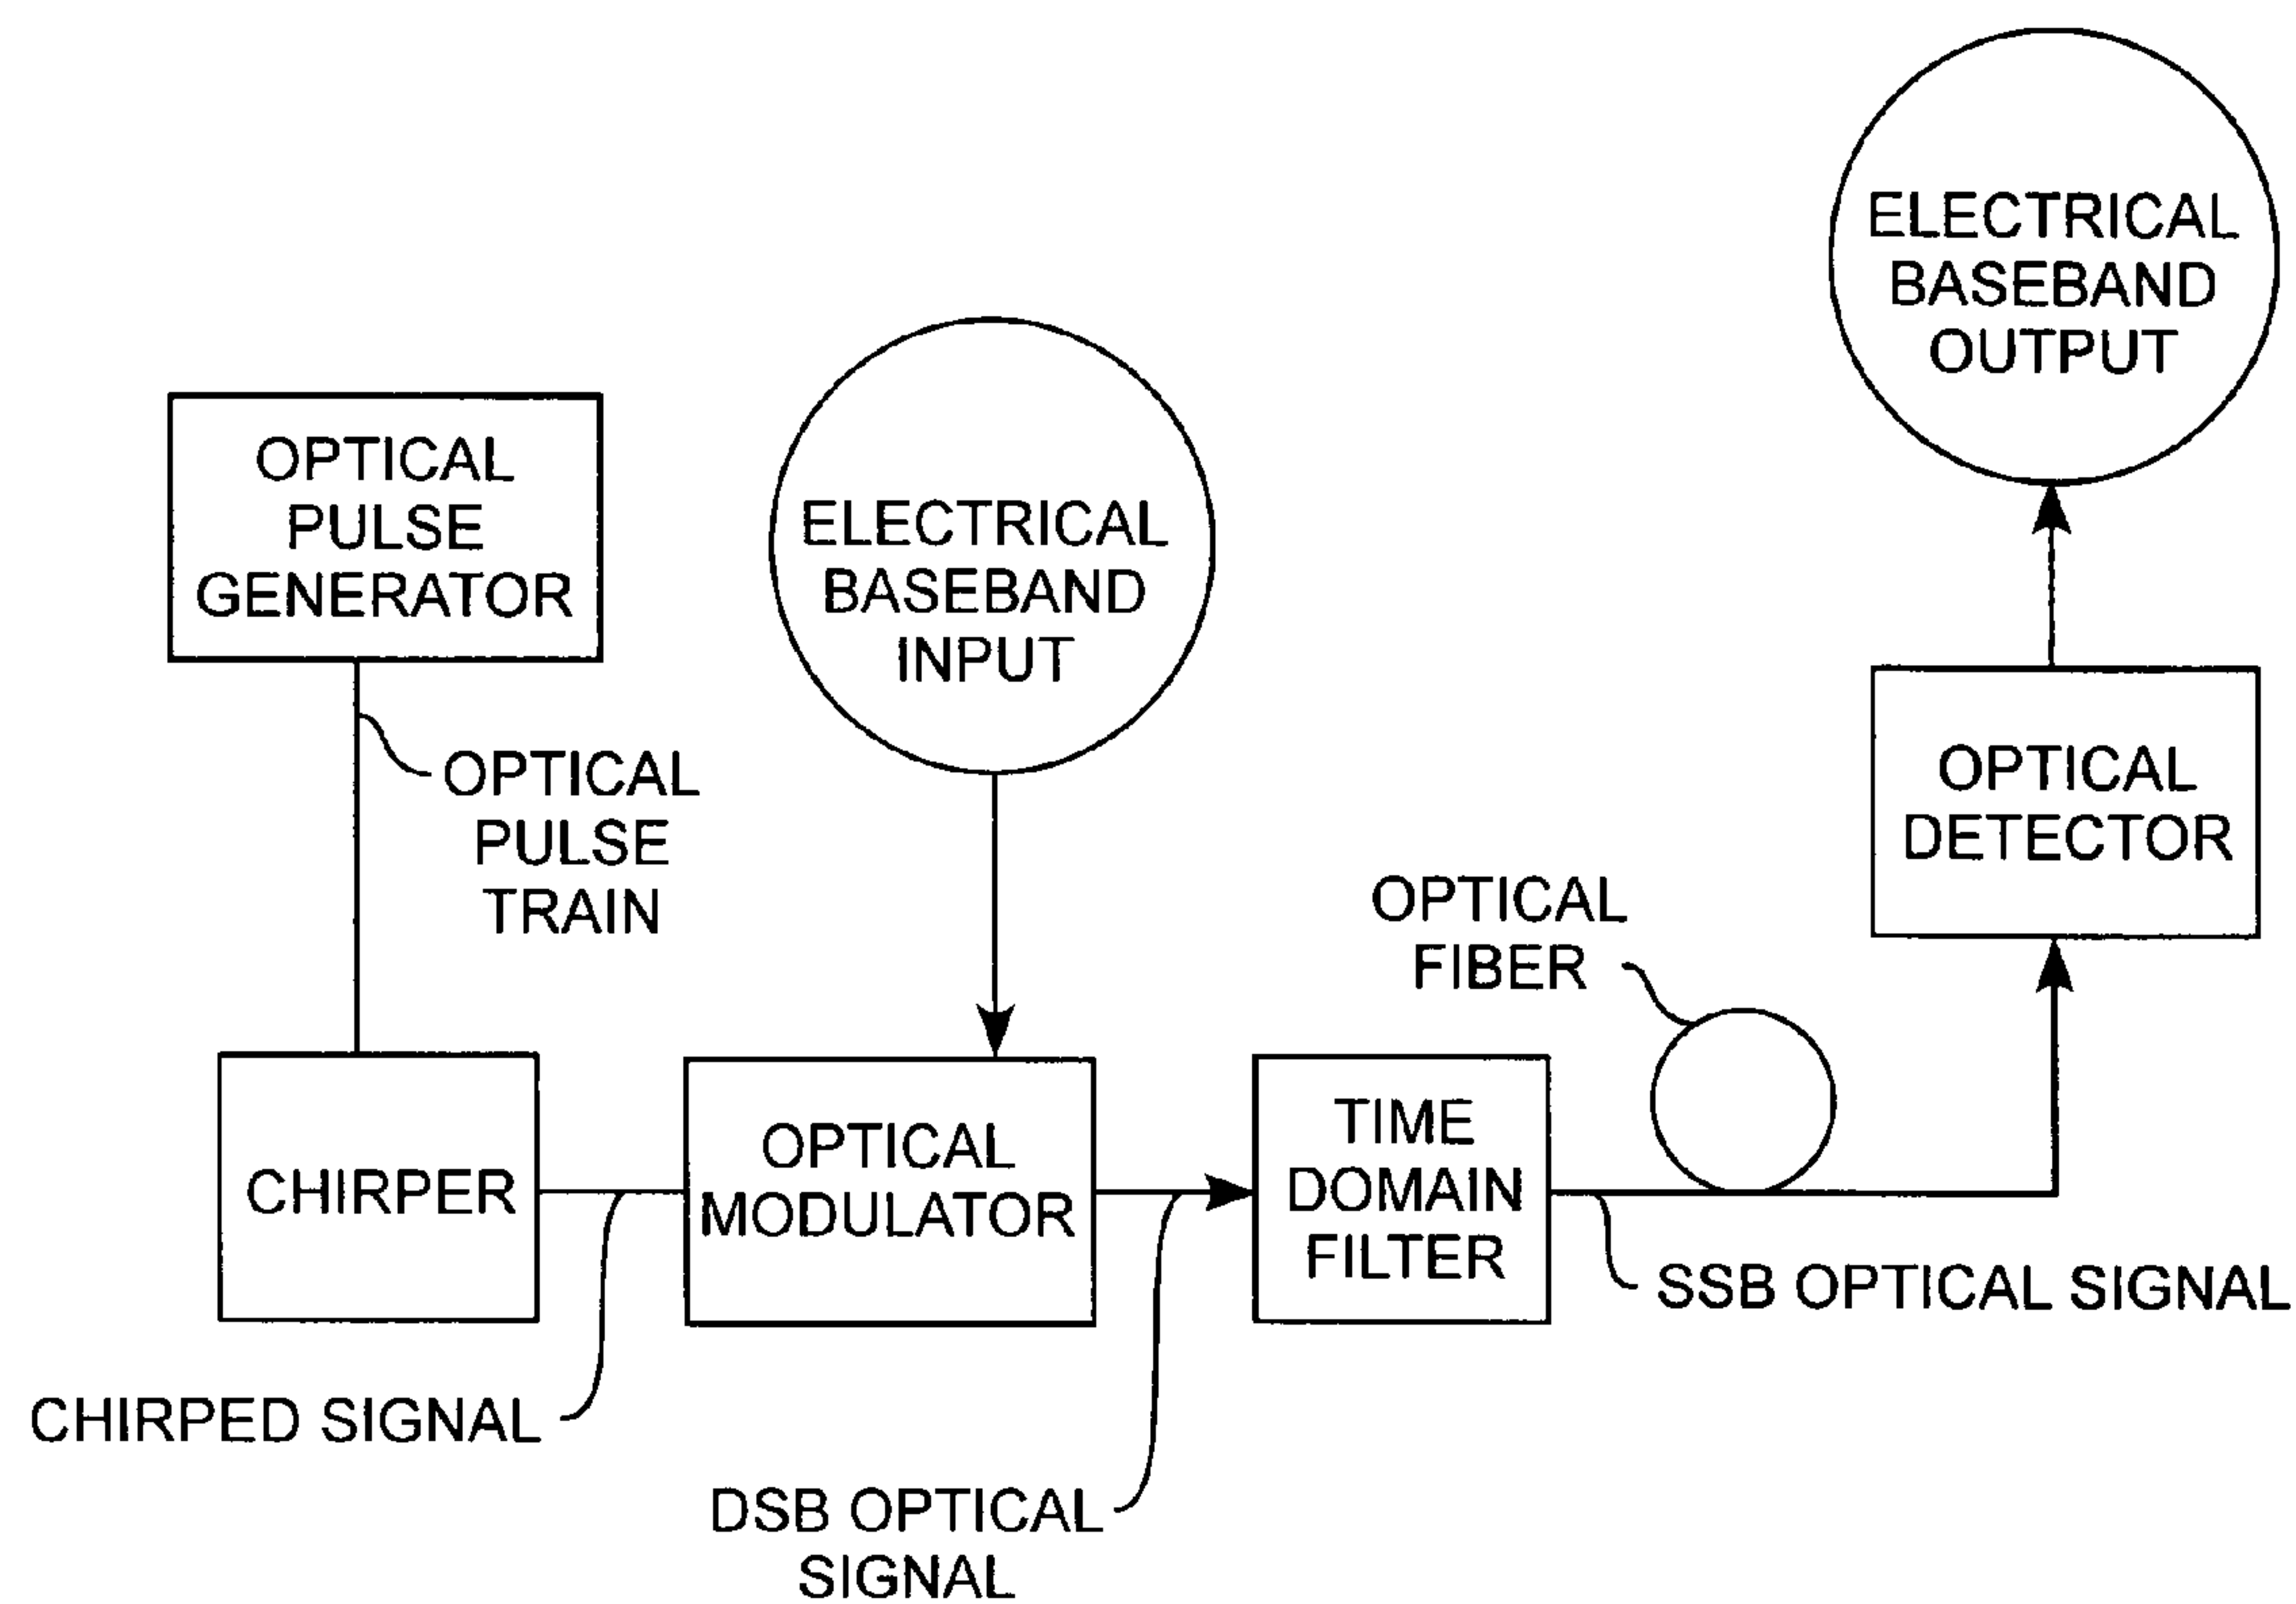 ELECTRICAL
BASEBAND
OUTPUT
OPTICAL
PULSE
GENERATOR
ELECTRICAL
BASEBAND
INPUT
OPTICAL
PULSE
TRAIN
OPTICAL
DETECTOR
OPTICAL
FIBER
CHIRPER
OPTICAL
MODULATOR
TIME
DOMAIN
FILTER
SSB OPTICAL SIGNAL
CHIRPED SIGNAL
DSB OPTICAL
SIGNAL